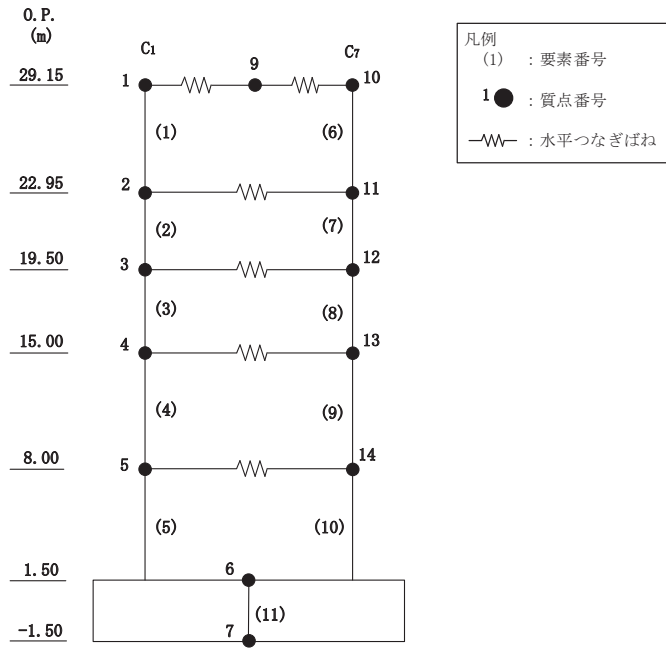 O.P.
(m)
C1 C7
29.15 1 9 10
(1) (6)
22.95 2 11
(2) (7)
19.50 3 12
(3) (8)
15.00 4 13
(4) (9)
8.00 5 14
(5) (10)
1.50 6
(11)
-1.50 7
凡例
(1) : 要素番号
1 : 質点番号
: 水平つなぎばね